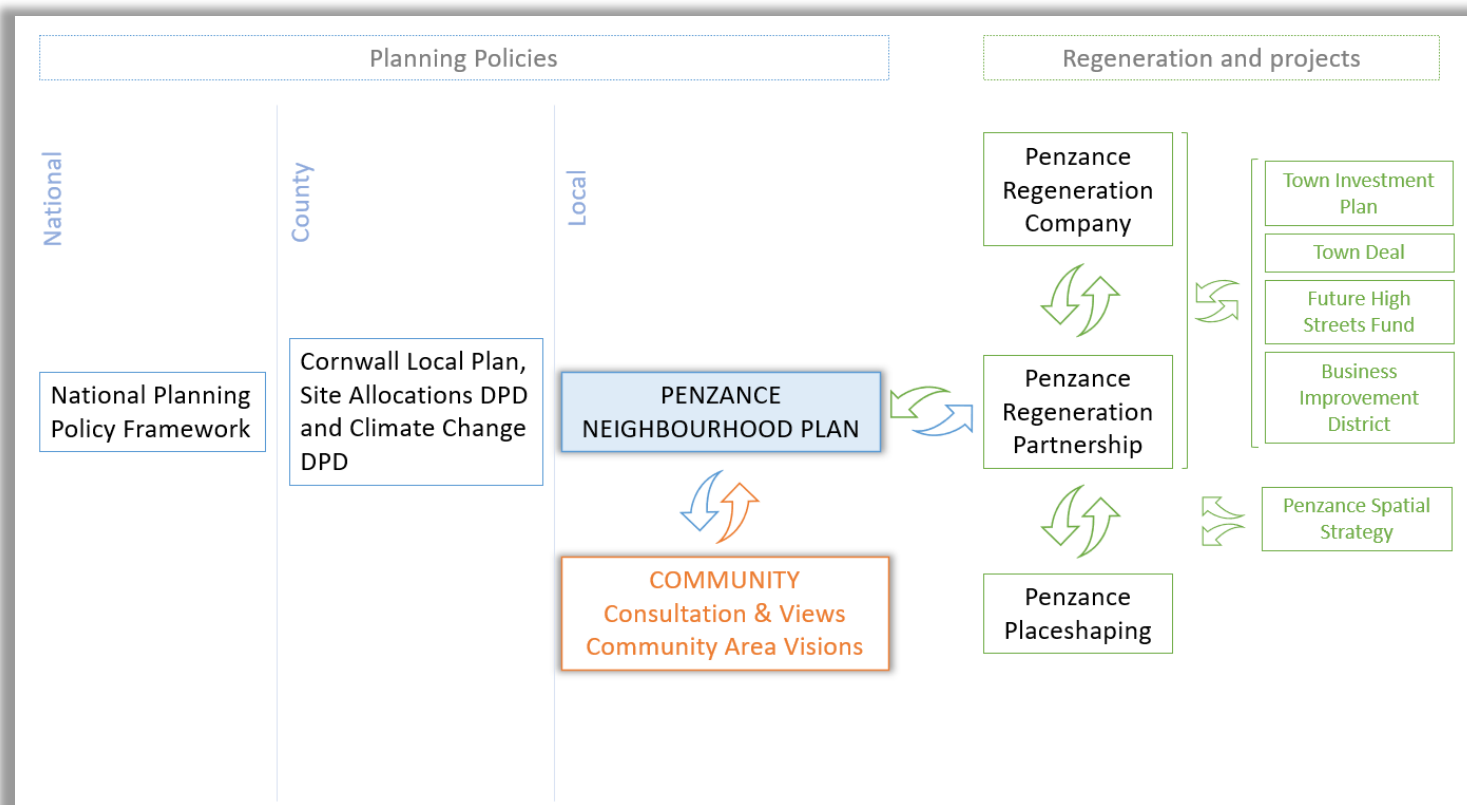 Planning Policies
Regeneration and projects
National
County
Local
National Planning
Policy Framework
Cornwall Local Plan,
Site Allocations DPD
and Climate Change
DPD
PENZANCE
NEIGHBOURHOOD PLAN
COMMUNITY
Consultation & Views
Community Area Visions
Penzance
Regeneration
Company
Penzance
Regeneration
Partnership
Penzance
Placeshaping
Town Investment
Plan
Town Deal
Future High
Streets Fund
Business
Improvement
District
Penzance Spatial
Strategy